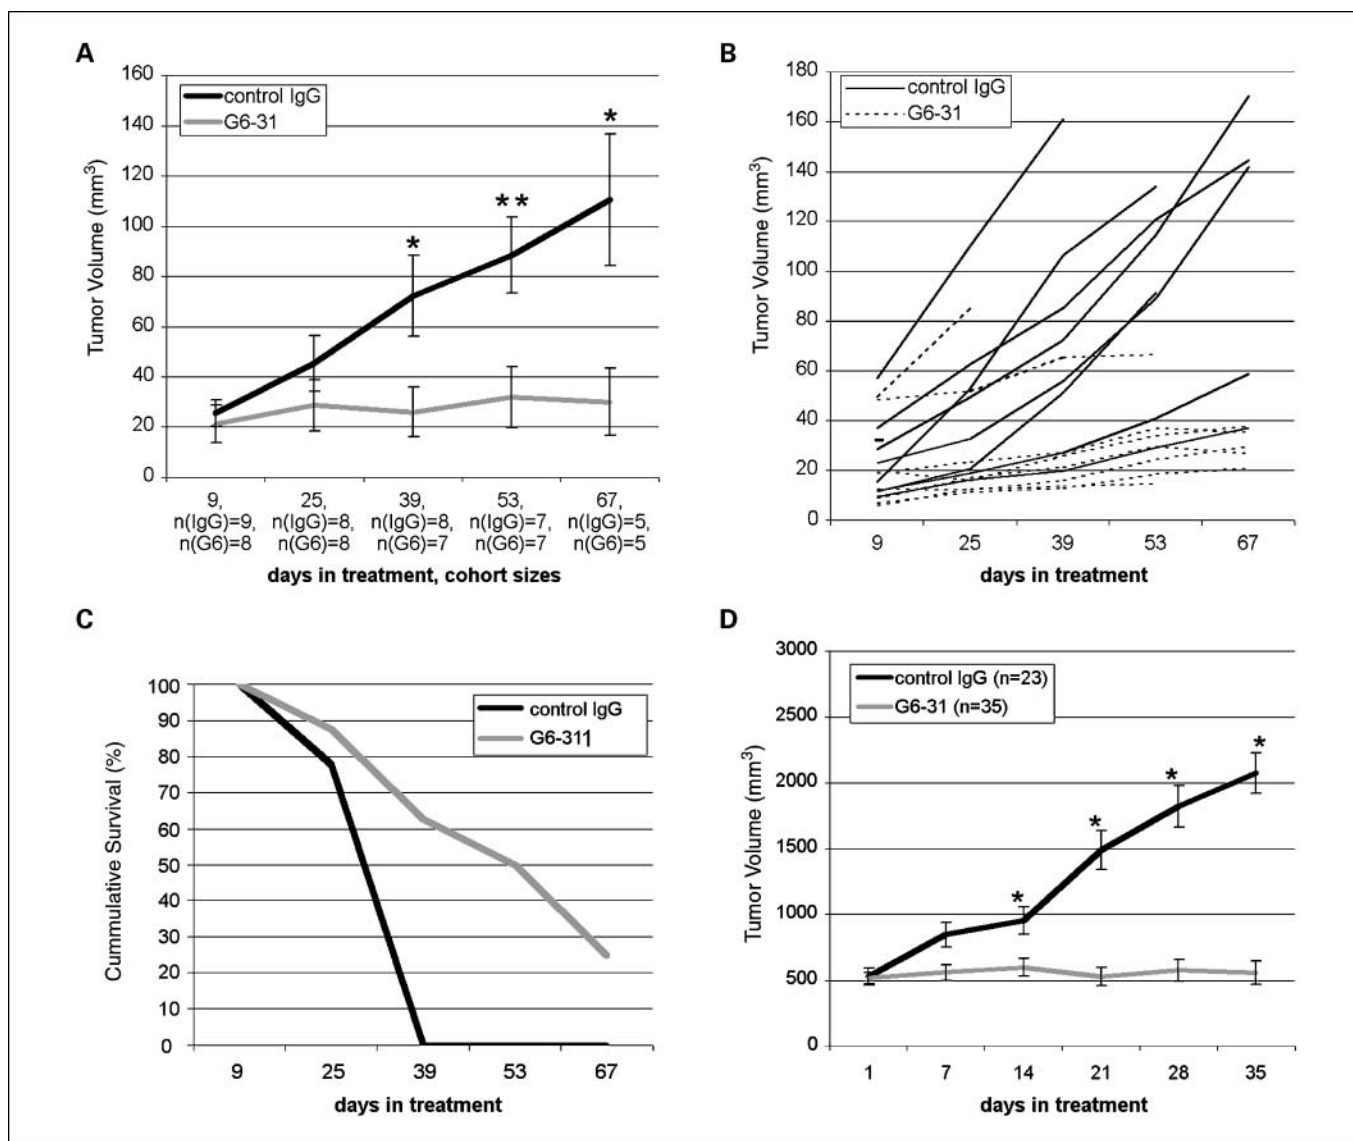 A
160
140
120
100
80
60
40
20
0
Tumor Volume (mm³)
control IgG
G6-31
*
**
*
9, 25, 39, 53, 67,
n(IgG)=9, n(IgG)=8, n(IgG)=8, n(IgG)=7, n(IgG)=5,
n(G6)=8 n(G6)=8 n(G6)=7 n(G6)=7 n(G6)=5
days in treatment, cohort sizes
B
180
160
140
120
100
80
60
40
20
0
Tumor Volume (mm³)
control IgG
G6-31
9 25 39 53 67
days in treatment
C
100
90
80
70
60
50
40
30
20
10
0
Cummulative Survival (%)
control IgG
G6-31¶
9 25 39 53 67
days in treatment
D
3000
2500
2000
1500
1000
500
0
Tumor Volume (mm³)
control IgG (n=23)
G6-31 (n=35)
*
*
*
*
1 7 14 21 28 35
days in treatment